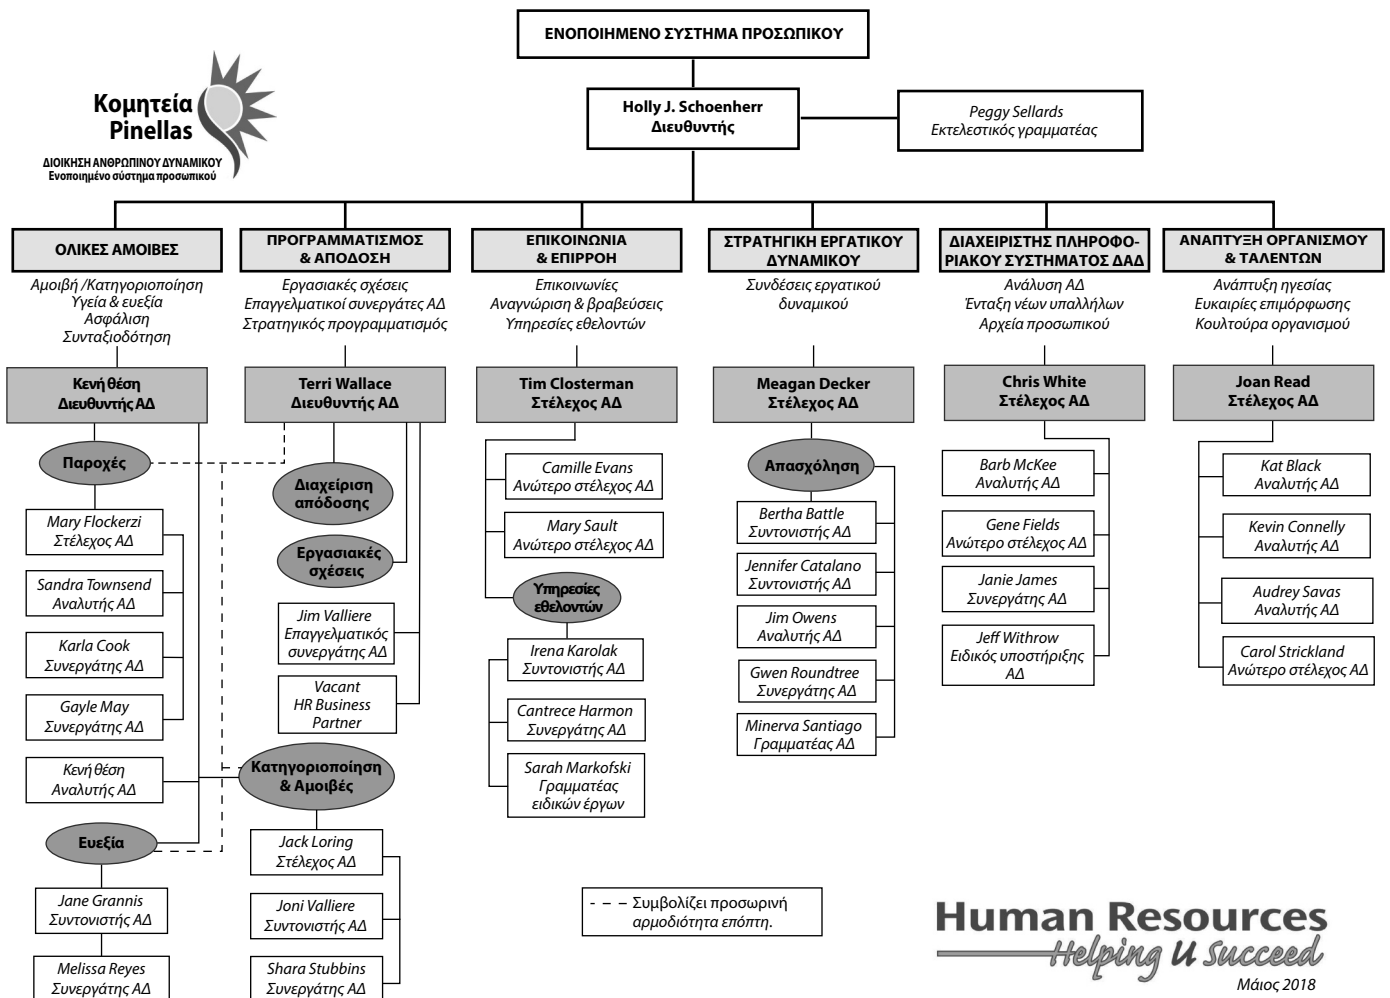 ΕΝΟΠΟΙΗΜΕΝΟ ΣΥΣΤΗΜΑ ΠΡΟΣΩΠΙΚΟΥ
Κομητεία
Pinellas
ΔΙΟΙΚΗΣΗ ΑΝΘΡΩΠΙΝΟΥ ΔΥΝΑΜΙΚΟΥ
Ενοποιημένο σύστημα προσωπικού
Holly J. Schoenherr
Διευθυντής
Peggy Sellards
Εκτελεστικός γραμματέας
ΟΛΙΚΕΣ ΑΜΟΙΒΕΣ
Αμοιβή /Κατηγοριοποίηση
Υγεία & ευεξία
Ασφάλιση
Συνταξιοδότηση
Κενή θέση
Διευθυντής ΑΔ
Παροχές
Mary Flockerzi
Στέλεχος ΑΔ
Sandra Townsend
Αναλυτής ΑΔ
Karla Cook
Συνεργάτης ΑΔ
Gayle May
Συνεργάτης ΑΔ
Κενή θέση
Αναλυτής ΑΔ
Ευεξία
Jane Grannis
Συντονιστής ΑΔ
Melissa Reyes
Συνεργάτης ΑΔ
ΠΡΟΓΡΑΜΜΑΤΙΣΜΟΣ
& ΑΠΟΔΟΣΗ
Εργασιακές σχέσεις
Επαγγελματικοί συνεργάτες ΑΔ
Στρατηγικός προγραμματισμός
Terri Wallace
Διευθυντής ΑΔ
Διαχείριση
απόδοσης
Εργασιακές
σχέσεις
Jim Valliere
Επαγγελματικός
συνεργάτης ΑΔ
Vacant
HR Business
Partner
Κατηγοριοποίηση
& Αμοιβές
Jack Loring
Στέλεχος ΑΔ
Joni Valliere
Συντονιστής ΑΔ
Shara Stubbins
Συνεργάτης ΑΔ
ΕΠΙΚΟΙΝΩΝΙΑ
& ΕΠΙΡΡΟΗ
Επικοινωνίες
Αναγνώριση & βραβεύσεις
Υπηρεσίες εθελοντών
Tim Closterman
Στέλεχος ΑΔ
Camille Evans
Ανώτερο στέλεχος ΑΔ
Mary Sault
Ανώτερο στέλεχος ΑΔ
Υπηρεσίες
εθελοντών
Irena Karolak
Συντονιστής ΑΔ
Cantrece Harmon
Συνεργάτης ΑΔ
Sarah Markofski
Γραμματέας
ειδικών έργων
ΣΤΡΑΤΗΓΙΚΗ ΕΡΓΑΤΙΚΟΥ
ΔΥΝΑΜΙΚΟΥ
Συνδέσεις εργατικού
δυναμικού
Meagan Decker
Στέλεχος ΑΔ
Απασχόληση
Bertha Battle
Συντονιστής ΑΔ
Jennifer Catalano
Συντονιστής ΑΔ
Jim Owens
Αναλυτής ΑΔ
Gwen Roundtree
Συνεργάτης ΑΔ
Minerva Santiago
Γραμματέας ΑΔ
ΔΙΑΧΕΙΡΙΣΤΗΣ ΠΛΗΡΟΦΟ-
ΡΙΑΚΟΥ ΣΥΣΤΗΜΑΤΟΣ ΔΑΔ
Ανάλυση ΑΔ
Ένταξη νέων υπαλλήλων
Αρχεία προσωπικού
Chris White
Στέλεχος ΑΔ
Barb McKee
Αναλυτής ΑΔ
Gene Fields
Ανώτερο στέλεχος ΑΔ
Janie James
Συνεργάτης ΑΔ
Jeff Withrow
Ειδικός υποστήριξης
ΑΔ
ΑΝΑΠΤΥΞΗ ΟΡΓΑΝΙΣΜΟΥ
& ΤΑΛΕΝΤΩΝ
Ανάπτυξη ηγεσίας
Ευκαιρίες επιμόρφωσης
Κουλτούρα οργανισμού
Joan Read
Στέλεχος ΑΔ
Kat Black
Αναλυτής ΑΔ
Kevin Connelly
Αναλυτής ΑΔ
Audrey Savas
Αναλυτής ΑΔ
Carol Strickland
Ανώτερο στέλεχος ΑΔ
- - – Συμβολίζει προσωρινή
αρμοδιότητα επόπτη.
Human Resources
Helping U Succeed
Μάιος 2018